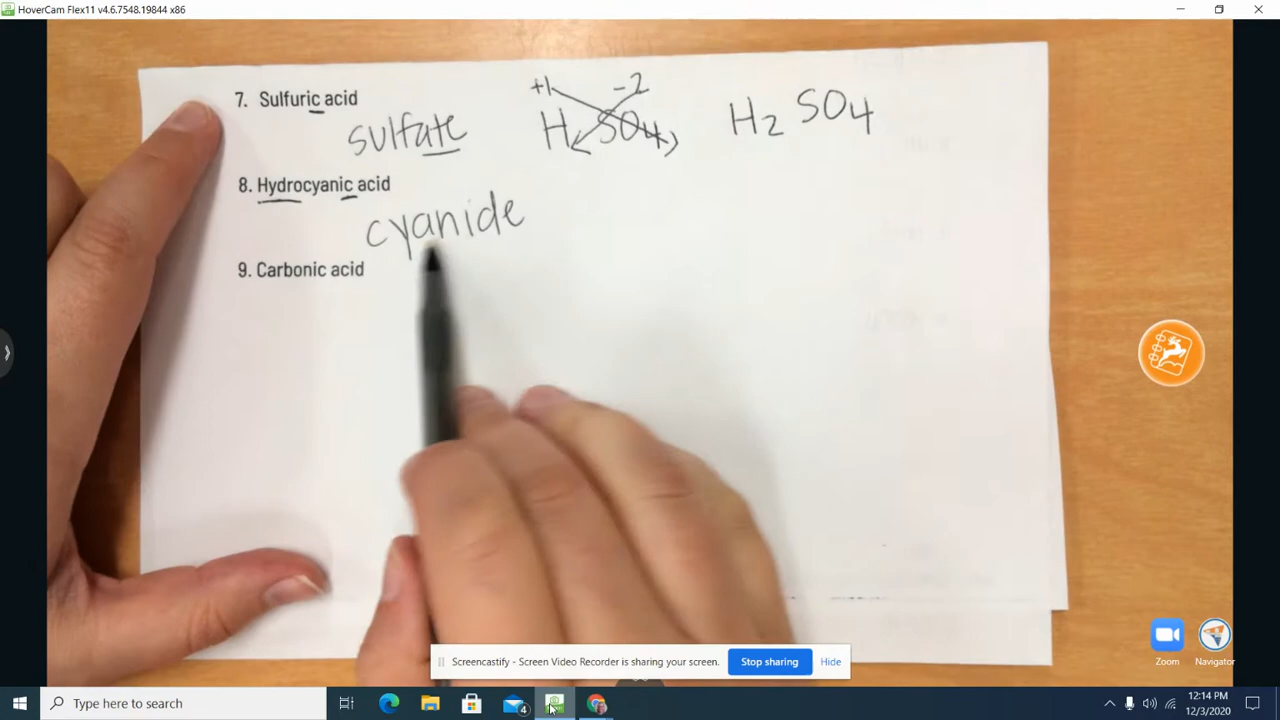 HoverCam Flex11 v4.6.7548.19844 x86
7. Sulfuric acid
sulfate
+1 -2
H SO4
H2 SO4
8. Hydrocyanic acid
cyanide
9. Carbonic acid
Zoom
Navigator
Screencastify - Screen Video Recorder is sharing your screen.
Stop sharing
Hide
Type here to search
4
12:14 PM
12/3/2020